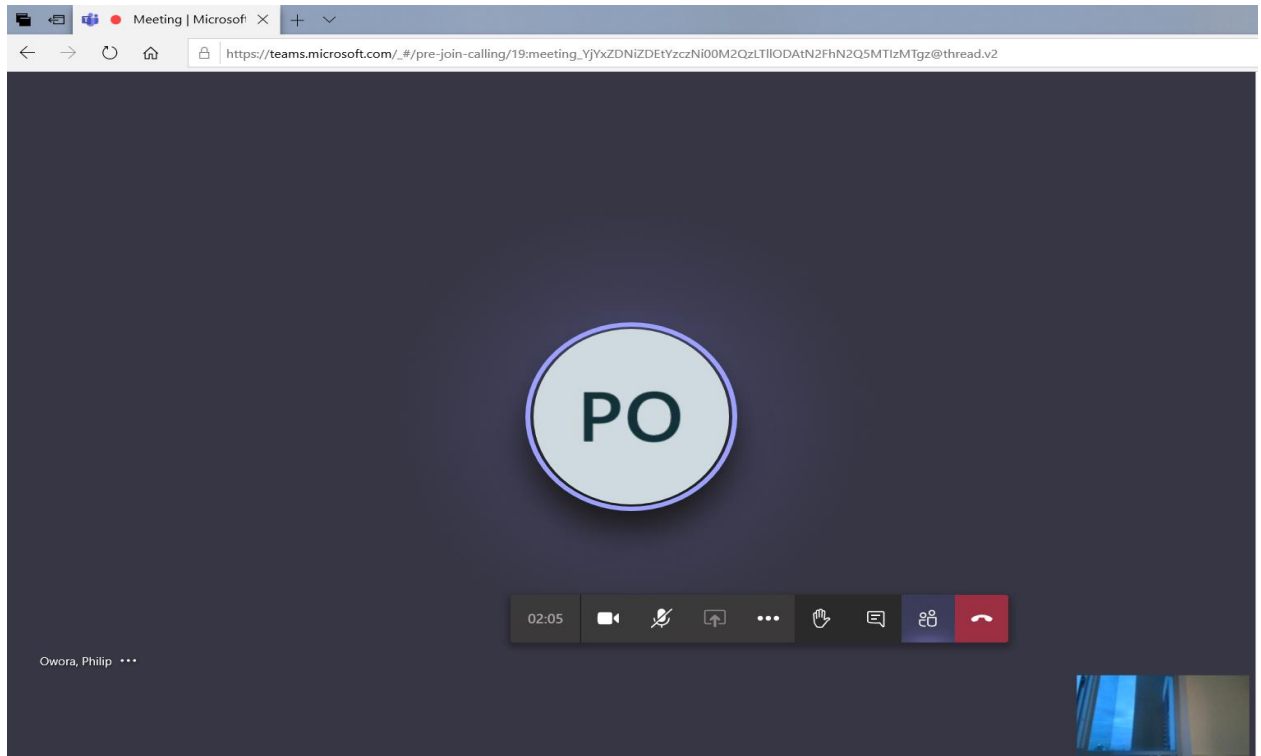 Meeting | Microsoft
https://teams.microsoft.com/_#/pre-join-calling/19:meeting_YjYxZDNiZDEtYzczNi00M2QzLTllODAtN2FhN2Q5MTIzMTgz@thread.v2
PO
02:05
Owora, Philip